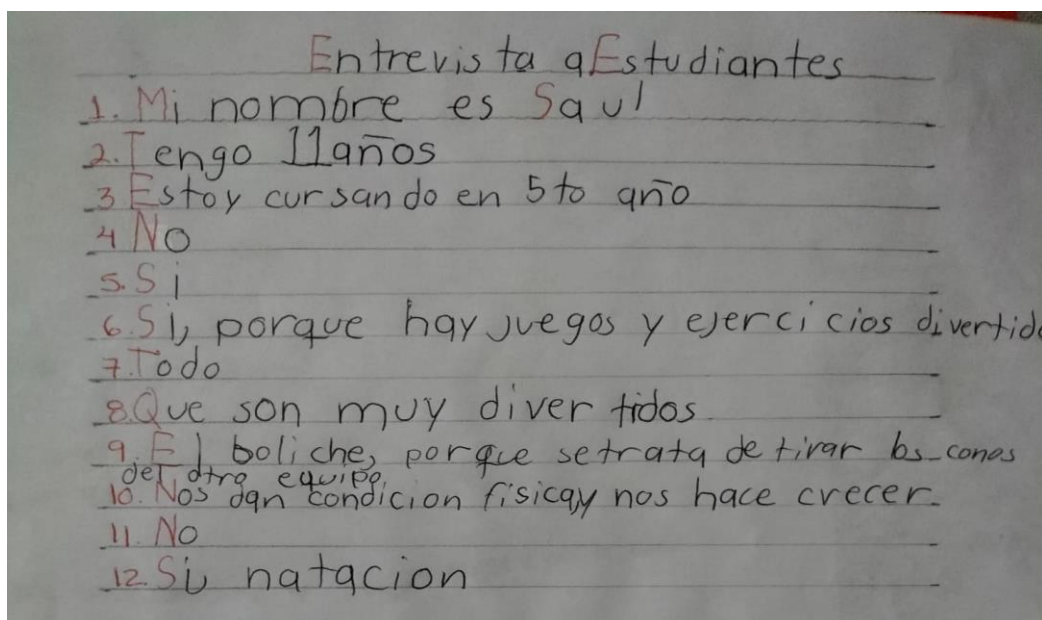 Entrevista a Estudiantes
1. Mi nombre es Saul
2. Tengo 11 años
3 Estoy cursando en 5to año
4 No
5. Si
6. Si, porque hay juegos y ejercicios divertido
7. Todo
8. Que son muy divertidos
9. El boliche, porque se trata de tirar los conos
del otro equipo.
10. Nos dan condicion fisica, y nos hace crecer.
11. No
12. Si, natacion